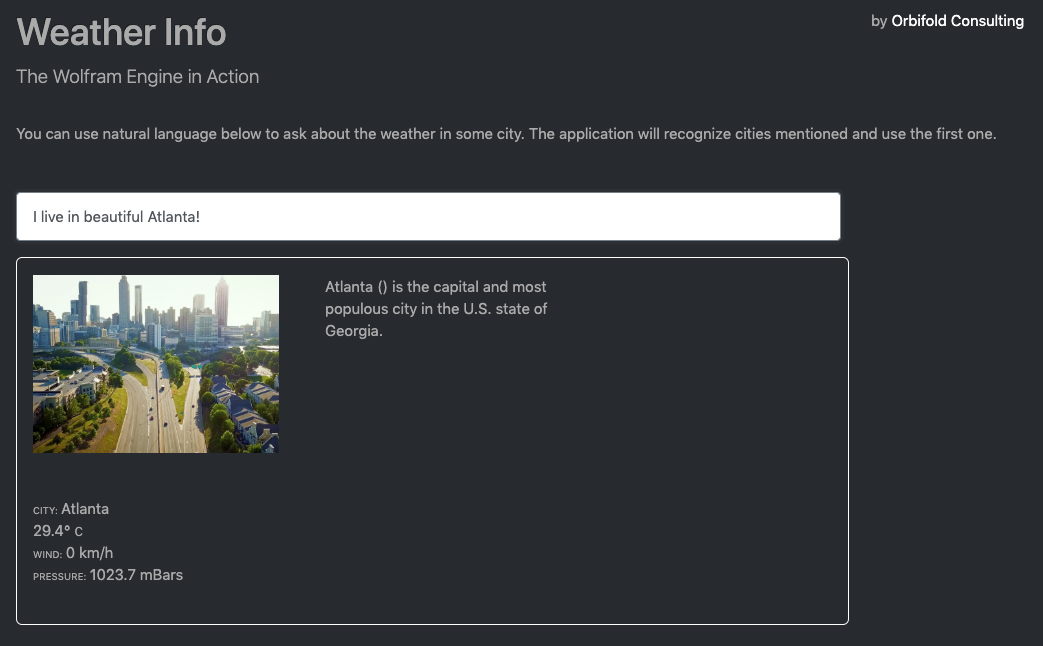 Weather Info
by Orbifold Consulting
The Wolfram Engine in Action
You can use natural language below to ask about the weather in some city. The application will recognize cities mentioned and use the first one.
I live in beautiful Atlanta!
Atlanta () is the capital and most
populous city in the U.S. state of
Georgia.
CITY: Atlanta
29.4° C
WIND: 0 km/h
PRESSURE: 1023.7 mBars